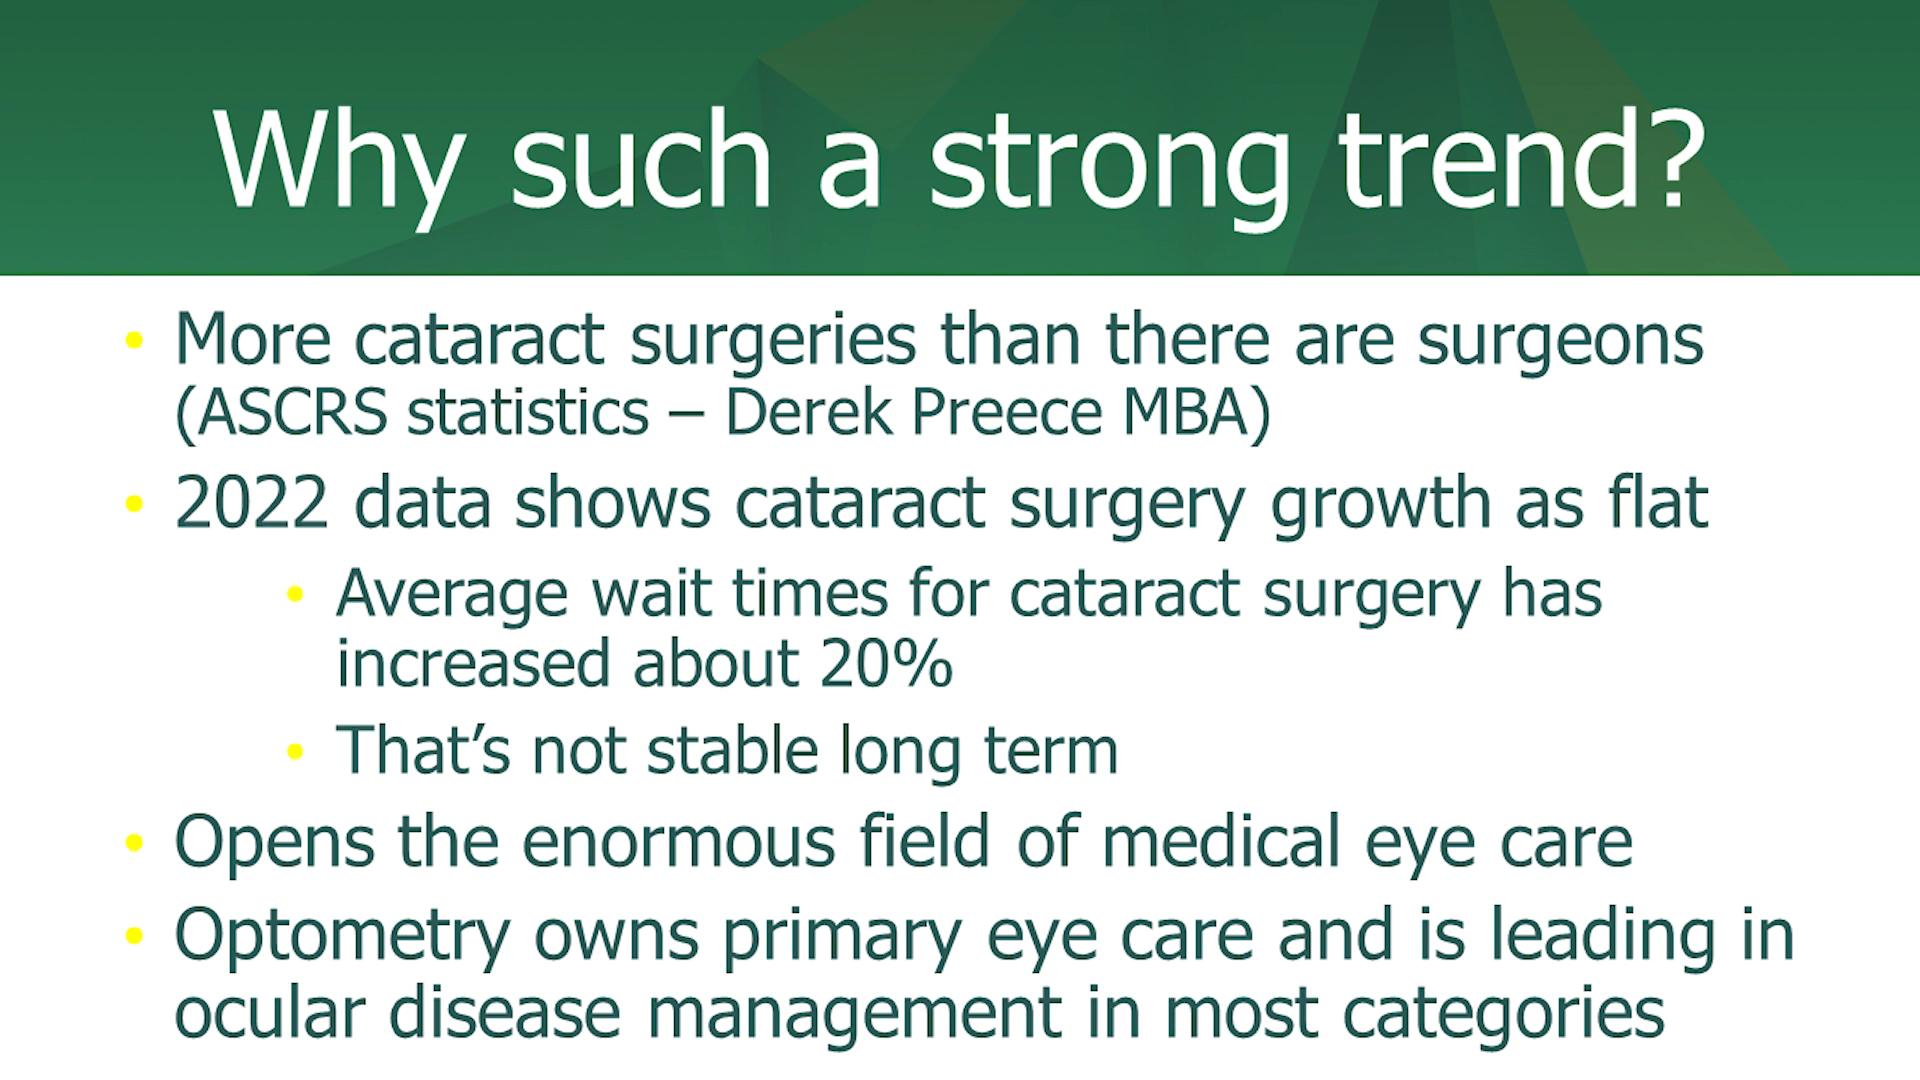 Why such a strong trend?
• More cataract surgeries than there are surgeons
(ASCRS statistics – Derek Preece MBA)
• 2022 data shows cataract surgery growth as flat
• Average wait times for cataract surgery has
increased about 20%
• That’s not stable long term
• Opens the enormous field of medical eye care
• Optometry owns primary eye care and is leading in
ocular disease management in most categories